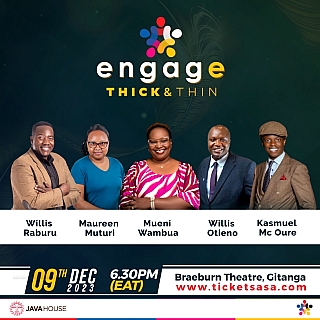 engage
THICK & THIN
Willis Raburu
Maureen Muturi
Mueni Wambua
Willis Otieno
Kasmuel Mc Oure
09TH DEC 2023
6.30PM (EAT)
Braeburn Theatre, Gitanga
www.ticketsasa.com
JAVA HOUSE